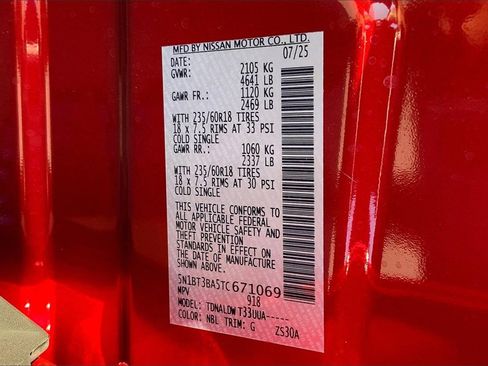 MFD BY NISSAN MOTOR CO., LTD.
DATE: 07/25
GVWR: 2105 KG
4641 LB
GAWR FR.: 1120 KG
2469 LB
WITH 235/60R18 TIRES
18 x 7.5 RIMS AT 33 PSI
COLD SINGLE
GAWR RR.: 1060 KG
2337 LB
WITH 235/60R18 TIRES
18 x 7.5 RIMS AT 30 PSI
COLD SINGLE
THIS VEHICLE CONFORMS TO
ALL APPLICABLE FEDERAL
MOTOR VEHICLE SAFETY AND
THEFT PREVENTION
STANDARDS IN EFFECT ON
THE DATE OF MANUFACTURE
SHOWN ABOVE.
5N1BT3BA5TC671069
MPV 918
MODEL: TDNALDWT33UUA-----
COLOR: NBL TRIM: G ZS30A